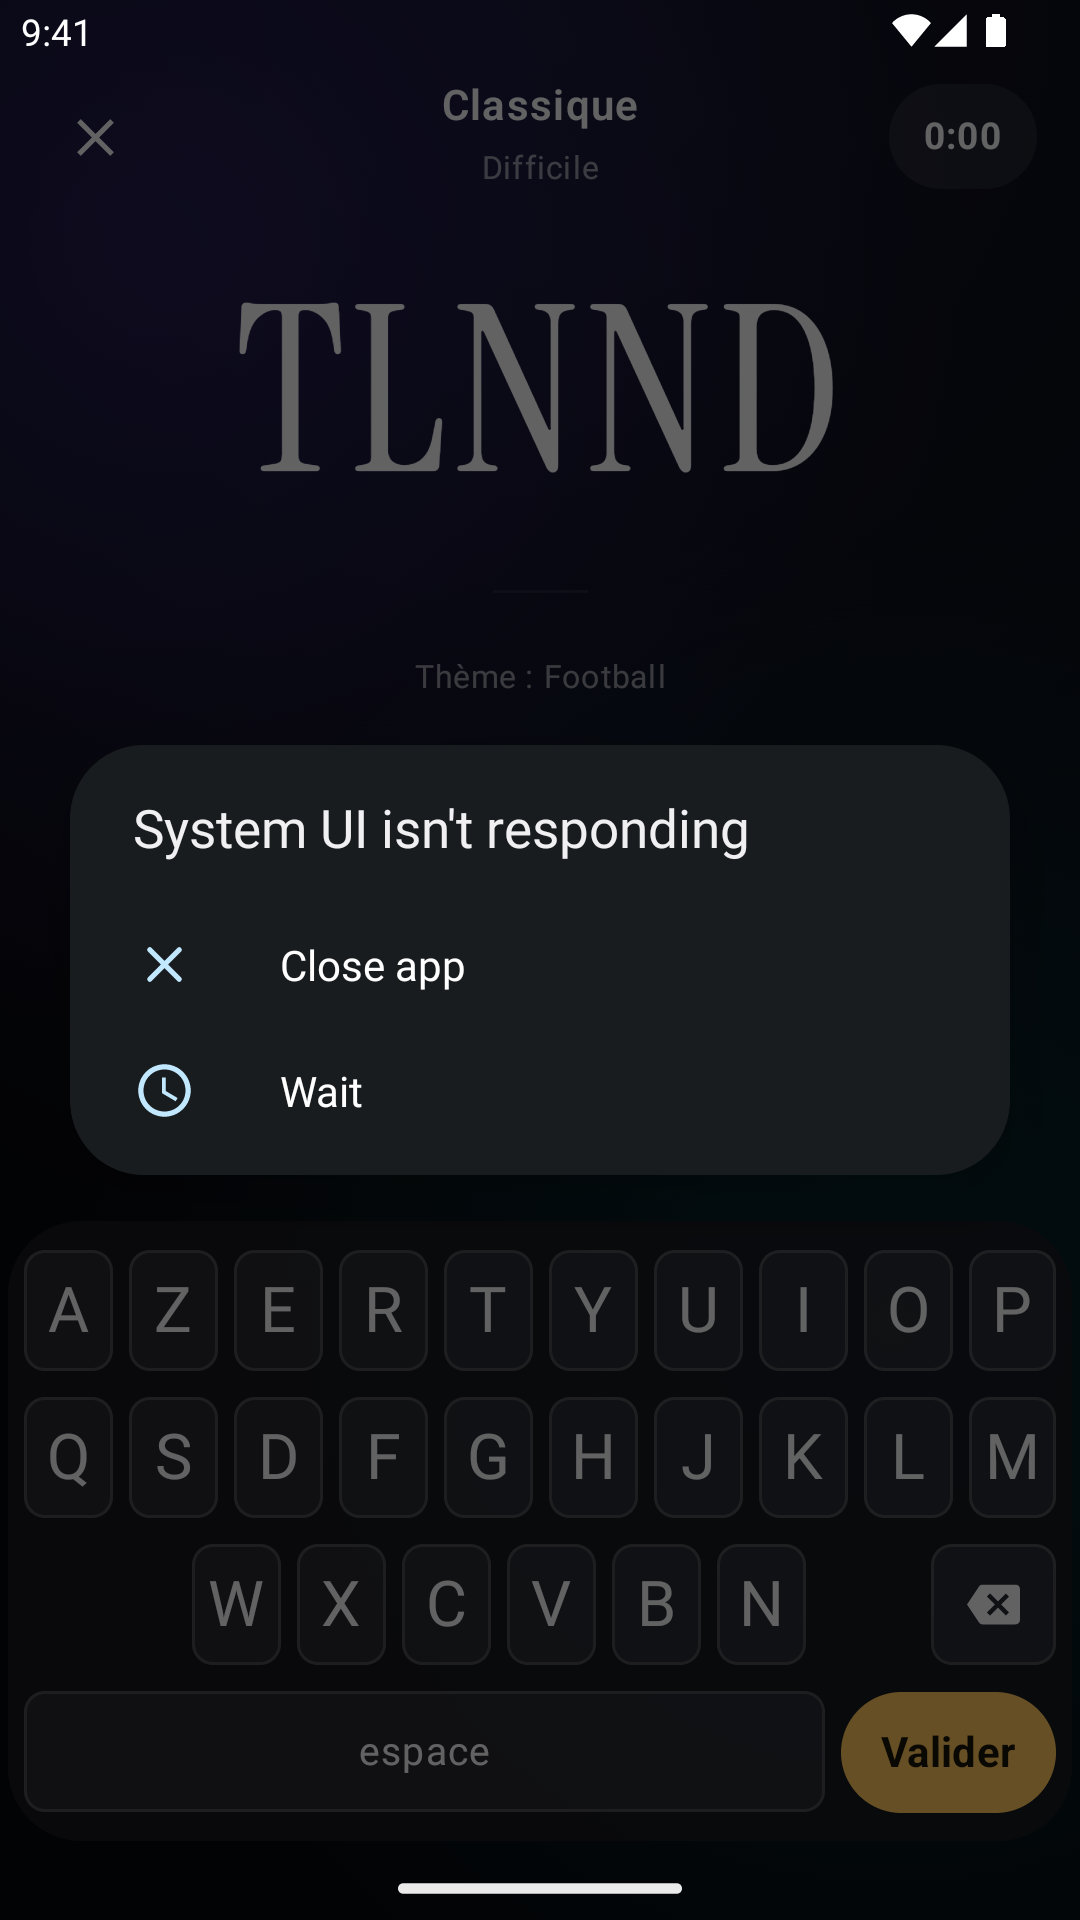 9:41
Classique
Difficile
0:00
TLNND
Thème : Football
System UI isn't responding
Close app
Wait
A Z E R T Y U I O P
Q S D F G H J K L M
W X C V B N
espace
Valider